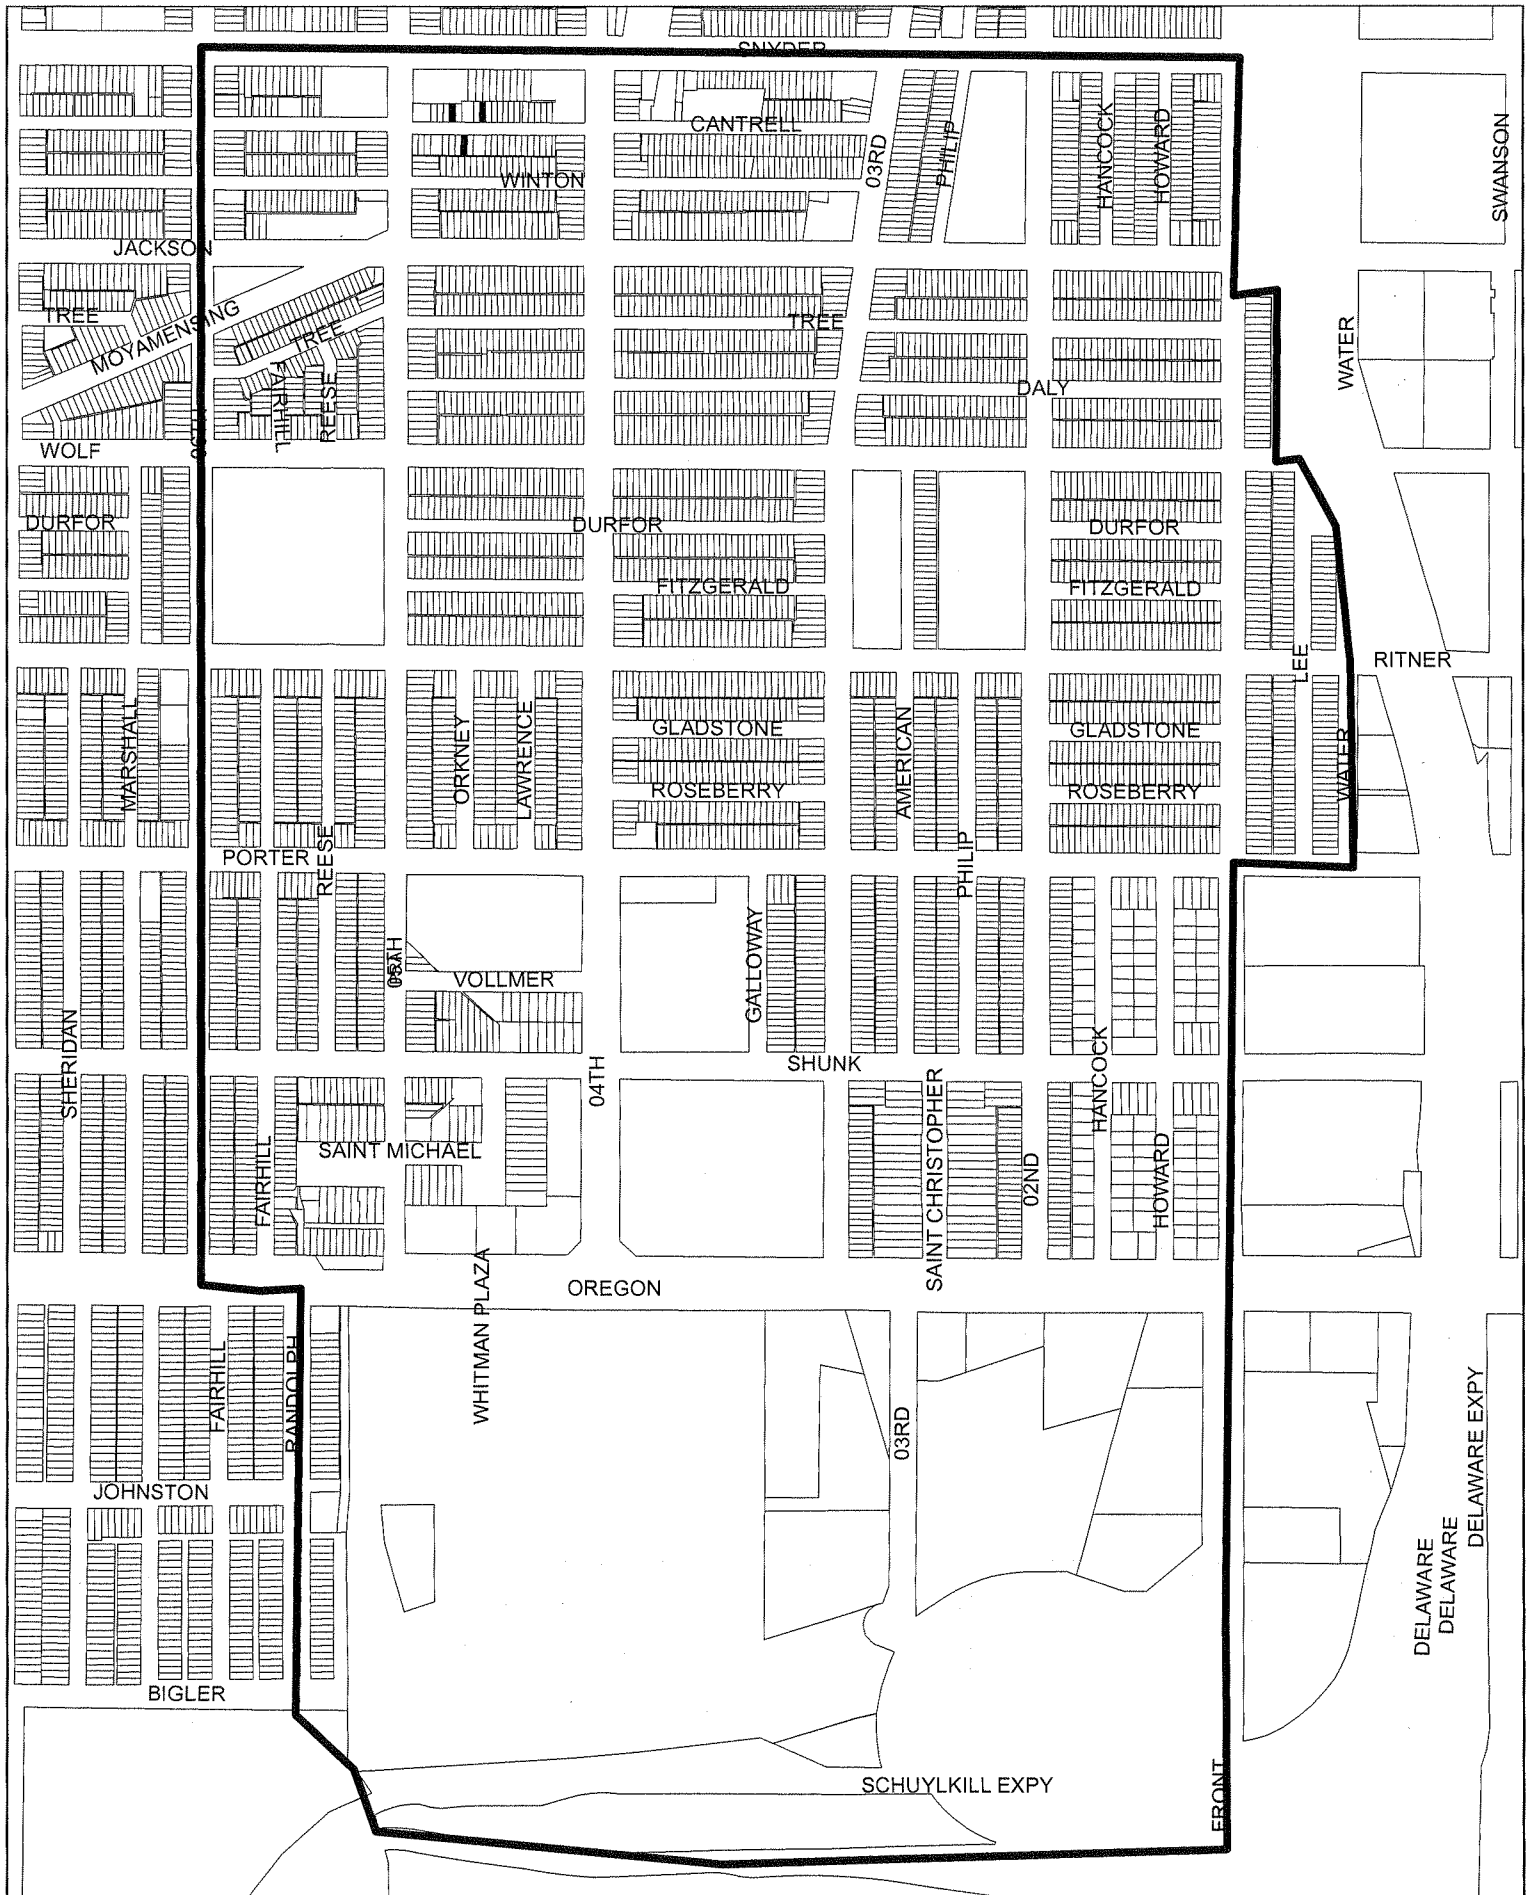 SNYDER
CANTRELL
03RD
PHILIP
HANCOCK
HOWARD
SWANSON
WINTON
JACKSON
TREE
MOYAMENSING
TREE
TREE
WATER
FAIRHILL
REESE
DALY
06TH
WOLF
DURFOR
DURFOR
DURFOR
FITZGERALD
FITZGERALD
LEE
RITNER
MARSHALL
ORKNEY
LAWRENCE
GLADSTONE
AMERICAN
GLADSTONE
WATER
ROSEBERRY
ROSEBERRY
PORTER
REESE
PHILIP
GALLOWAY
VOLLMER
SHERIDAN
04TH
SHUNK
HANCOCK
SAINT MICHAEL
FAIRHILL
SAINT CHRISTOPHER
02ND
HOWARD
WHITMAN PLAZA
OREGON
FAIRHILL
RANDOLPH
03RD
DELAWARE EXPY
JOHNSTON
DELAWARE
DELAWARE
BIGLER
SCHUYLKILL EXPY
FRONT